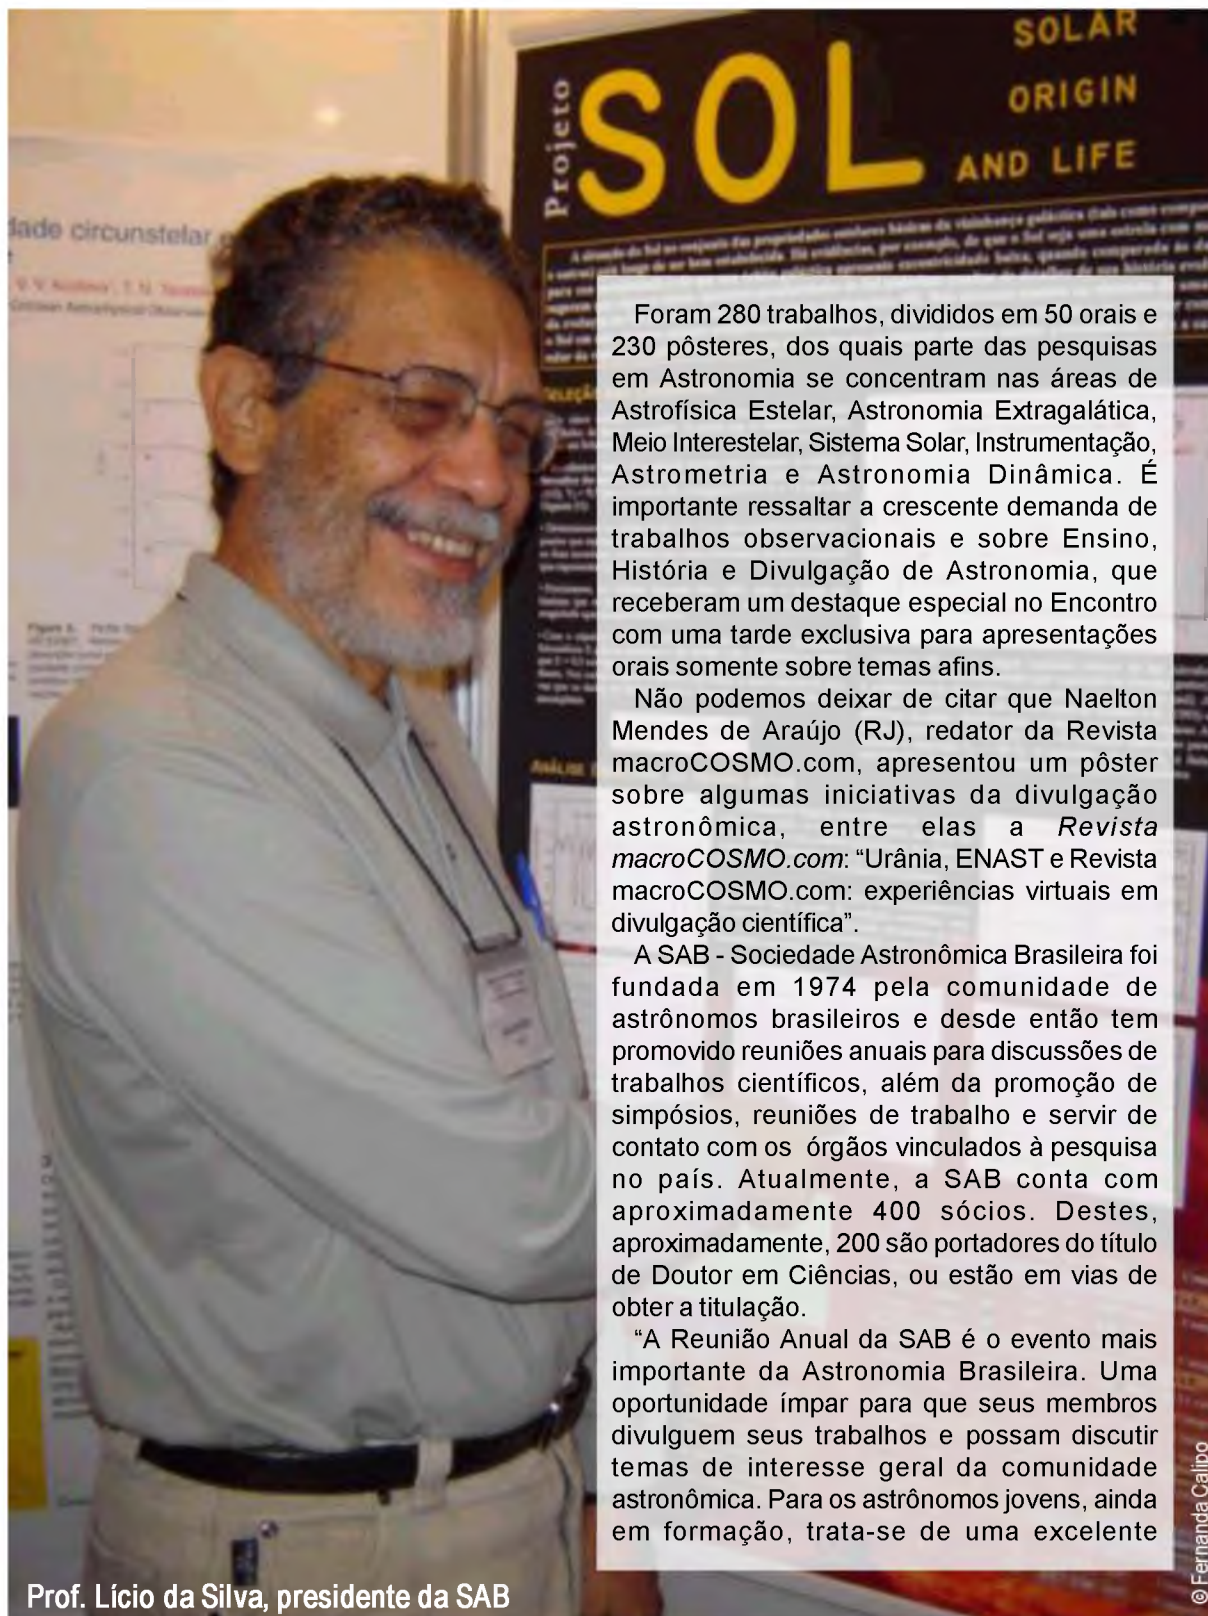 SOLAR
ORIGIN
AND LIFE
Projeto
SOL
dade circunstelar
Foram 280 trabalhos, divididos em 50 orais e
230 pôsteres, dos quais parte das pesquisas
em Astronomia se concentram nas áreas de
Astrofísica Estelar, Astronomia Extragalática,
Meio Interestelar, Sistema Solar, Instrumentação,
Astrometria e Astronomia Dinâmica. É
importante ressaltar a crescente demanda de
trabalhos observacionais e sobre Ensino,
História e Divulgação de Astronomia, que
receberam um destaque especial no Encontro
com uma tarde exclusiva para apresentações
orais somente sobre temas afins.
Não podemos deixar de citar que Naelton
Mendes de Araújo (RJ), redator da Revista
macroCOSMO.com, apresentou um pôster
sobre algumas iniciativas da divulgação
astronômica, entre elas a Revista
macroCOSMO.com: “Urânia, ENAST e Revista
macroCOSMO.com: experiências virtuais em
divulgação científica”.
A SAB - Sociedade Astronômica Brasileira foi
fundada em 1974 pela comunidade de
astrônomos brasileiros e desde então tem
promovido reuniões anuais para discussões de
trabalhos científicos, além da promoção de
simpósios, reuniões de trabalho e servir de
contato com os órgãos vinculados à pesquisa
no país. Atualmente, a SAB conta com
aproximadamente 400 sócios. Destes,
aproximadamente, 200 são portadores do título
de Doutor em Ciências, ou estão em vias de
obter a titulação.
“A Reunião Anual da SAB é o evento mais
importante da Astronomia Brasileira. Uma
oportunidade ímpar para que seus membros
divulguem seus trabalhos e possam discutir
temas de interesse geral da comunidade
astronômica. Para os astrônomos jovens, ainda
em formação, trata-se de uma excelente
© Fernanda Calipo
Prof. Lício da Silva, presidente da SAB